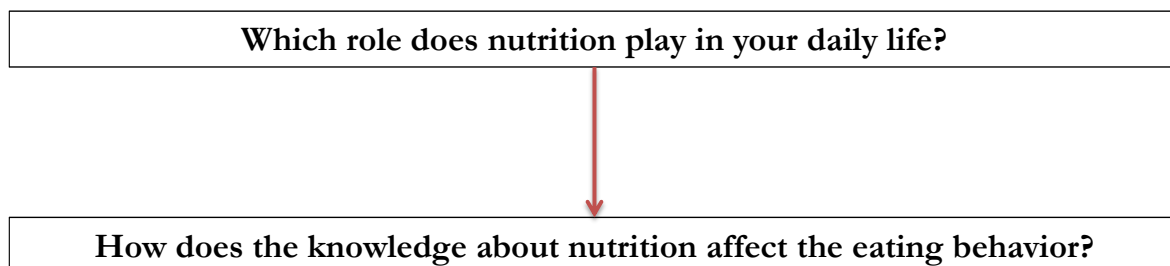 Which role does nutrition play in your daily life?
How does the knowledge about nutrition affect the eating behavior?